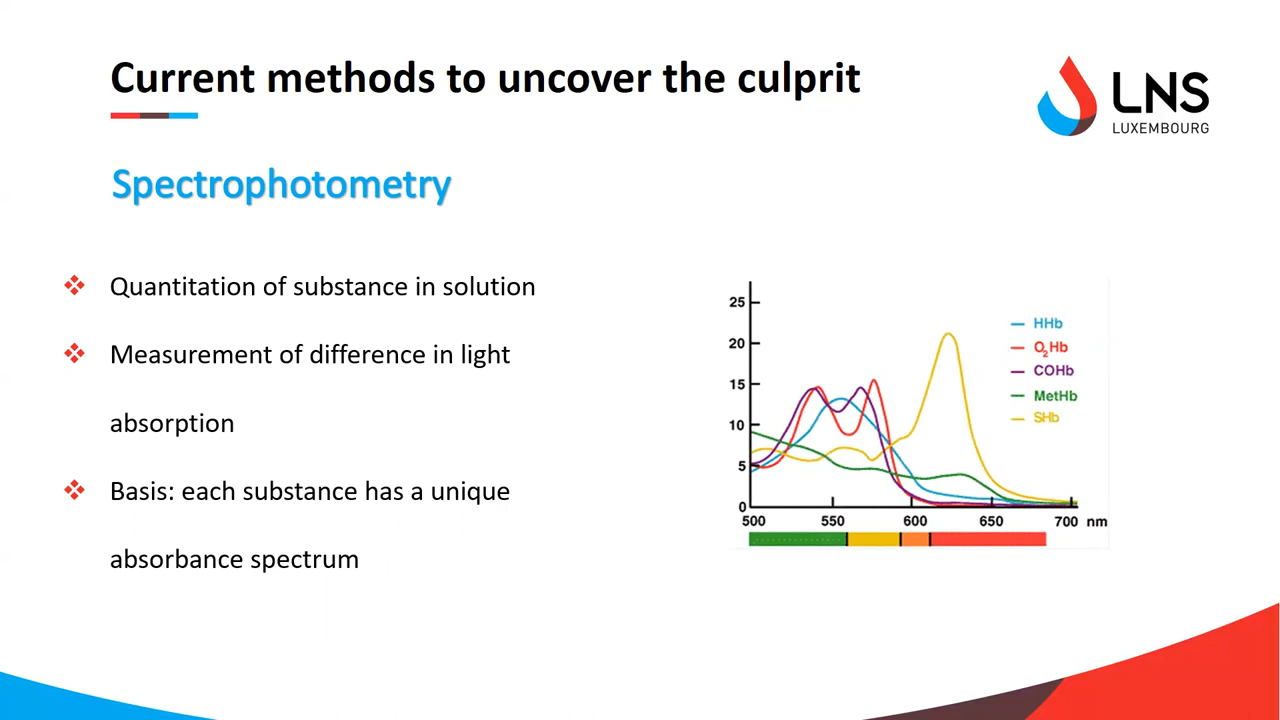 Current methods to uncover the culprit
LNS
LUXEMBOURG
Spectrophotometry
❖ Quantitation of substance in solution
❖ Measurement of difference in light
absorption
❖ Basis: each substance has a unique
absorbance spectrum
25
20
15
10
5
0
500 550 600 650 700 nm
HHb
O2Hb
COHb
MetHb
SHb